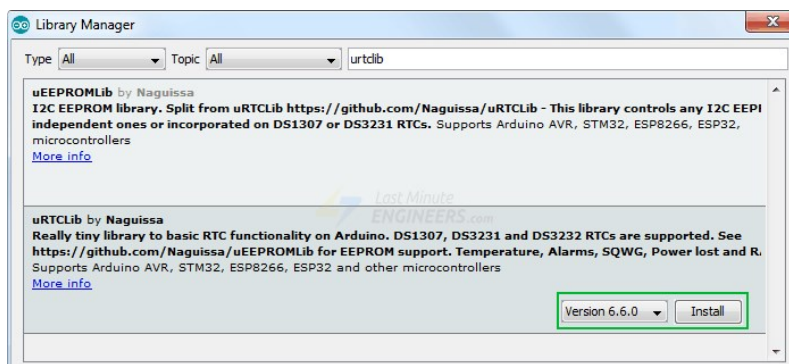 Library Manager
Type All Topic All urtclib
uEEPROMLib by Naguissa
I2C EEPROM library. Split from uRTCLib https://github.com/Naguissa/uRTCLib - This library controls any I2C EEPI
independent ones or incorporated on DS1307 or DS3231 RTCs. Supports Arduino AVR, STM32, ESP8266, ESP32,
microcontrollers
More info
Last Minute
ENGINEERS.com
uRTCLib by Naguissa
Really tiny library to basic RTC functionality on Arduino. DS1307, DS3231 and DS3232 RTCs are supported. See
https://github.com/Naguissa/uEEPROMLib for EEPROM support. Temperature, Alarms, SQWG, Power lost and
Supports Arduino AVR, STM32, ESP8266, ESP32 and other microcontrollers
More info
Version 6.6.0 Install